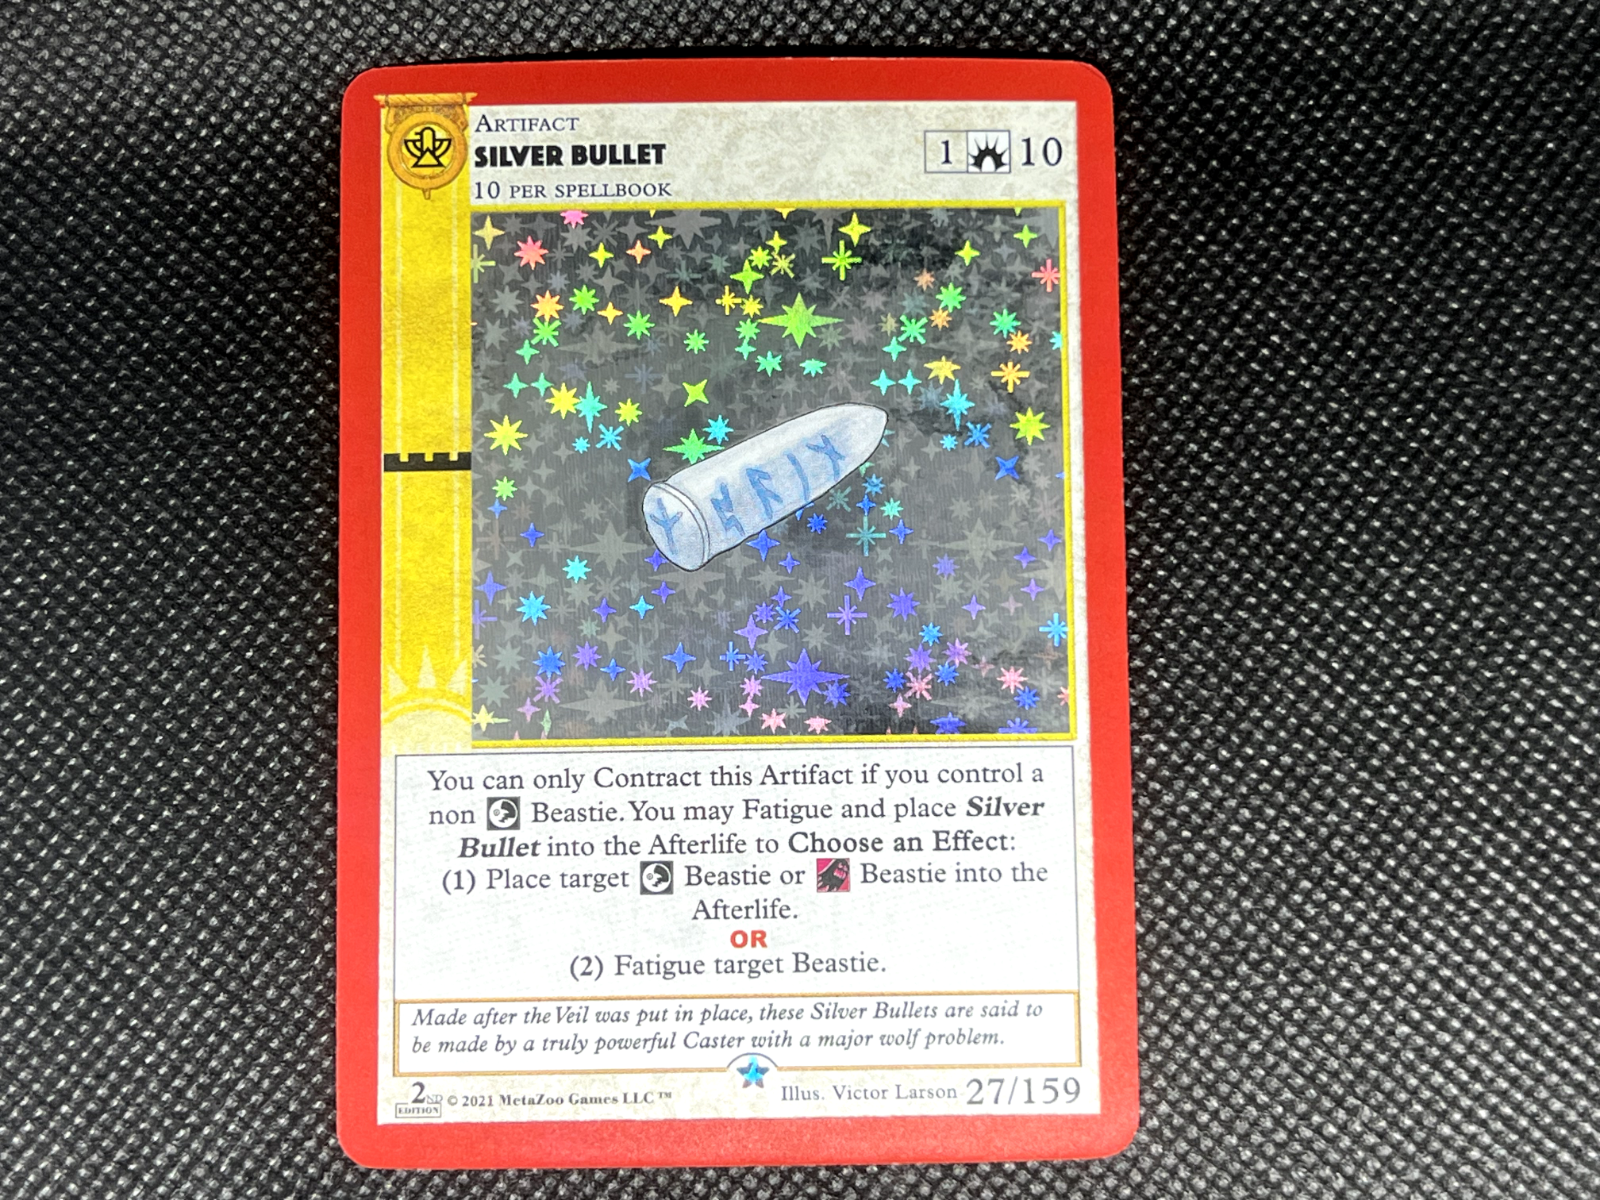 ARTIFACT
SILVER BULLET
10 PER SPELLBOOK
1 10
You can only Contract this Artifact if you control a
non Beastie. You may Fatigue and place Silver
Bullet into the Afterlife to Choose an Effect:
(1) Place target Beastie or Beastie into the
Afterlife.
OR
(2) Fatigue target Beastie.
Made after the Veil was put in place, these Silver Bullets are said to
be made by a truly powerful Caster with a major wolf problem.
2ND EDITION © 2021 MetaZoo Games LLC™ Illus. Victor Larson 27/159